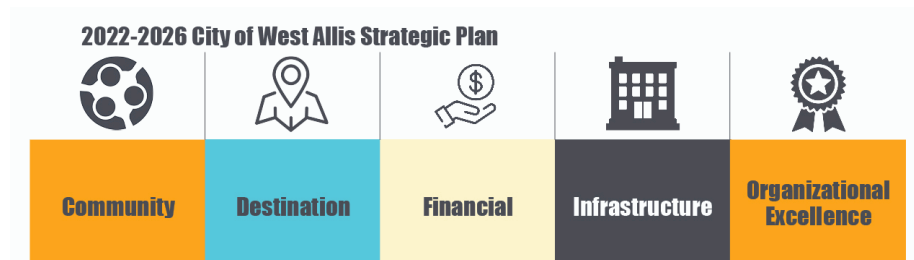 2022-2026 City of West Allis Strategic Plan
$
Community
Destination
Financial
Infrastructure
Organizational
Excellence